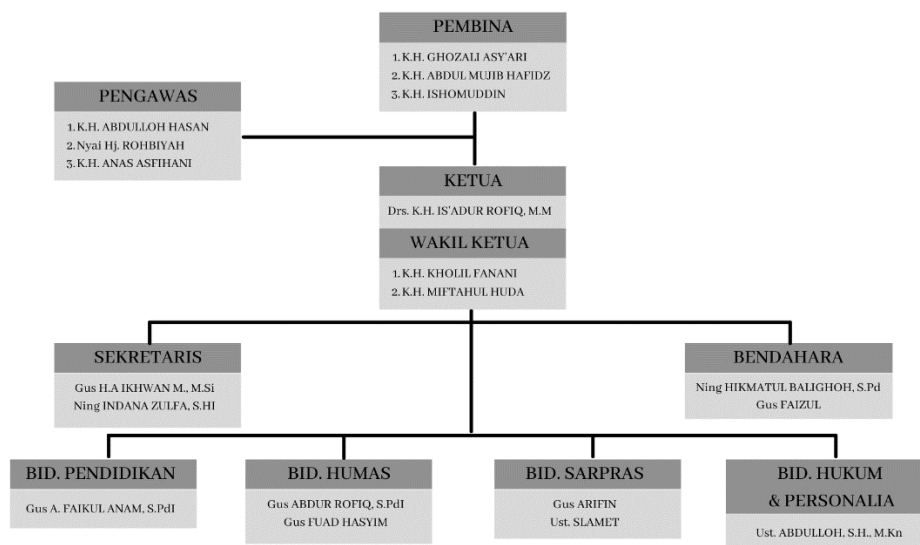 PEMBINA
1. K.H. GHOZALI ASY'ARI
2. K.H. ABDUL MUJIB HAFIDZ
3. K.H. ISHOMUDDIN
PENGAWAS
1. K.H. ABDULLOH HASAN
2. Nyai Hj. ROHBIYAH
3. K.H. ANAS ASFIHANI
KETUA
Drs. K.H. IS'ADUR ROFIQ, M.M
WAKIL KETUA
1. K.H. KHOLIL FANANI
2. K.H. MIFTAHUL HUDA
SEKRETARIS
Gus H.A IKHWAN M., M.Si
Ning INDANA ZULFA, S.HI
BENDAHARA
Ning HIKMATUL BALIGHOH, S.Pd
Gus FAIZUL
BID. PENDIDIKAN
Gus A. FAIKUL ANAM, S.PdI
BID. HUMAS
Gus ABDUR ROFIQ, S.PdI
Gus FUAD HASYIM
BID. SARPRAS
Gus ARIFIN
Ust. SLAMET
BID. HUKUM
& PERSONALIA
Ust. ABDULLOH, S.H., M.Kn